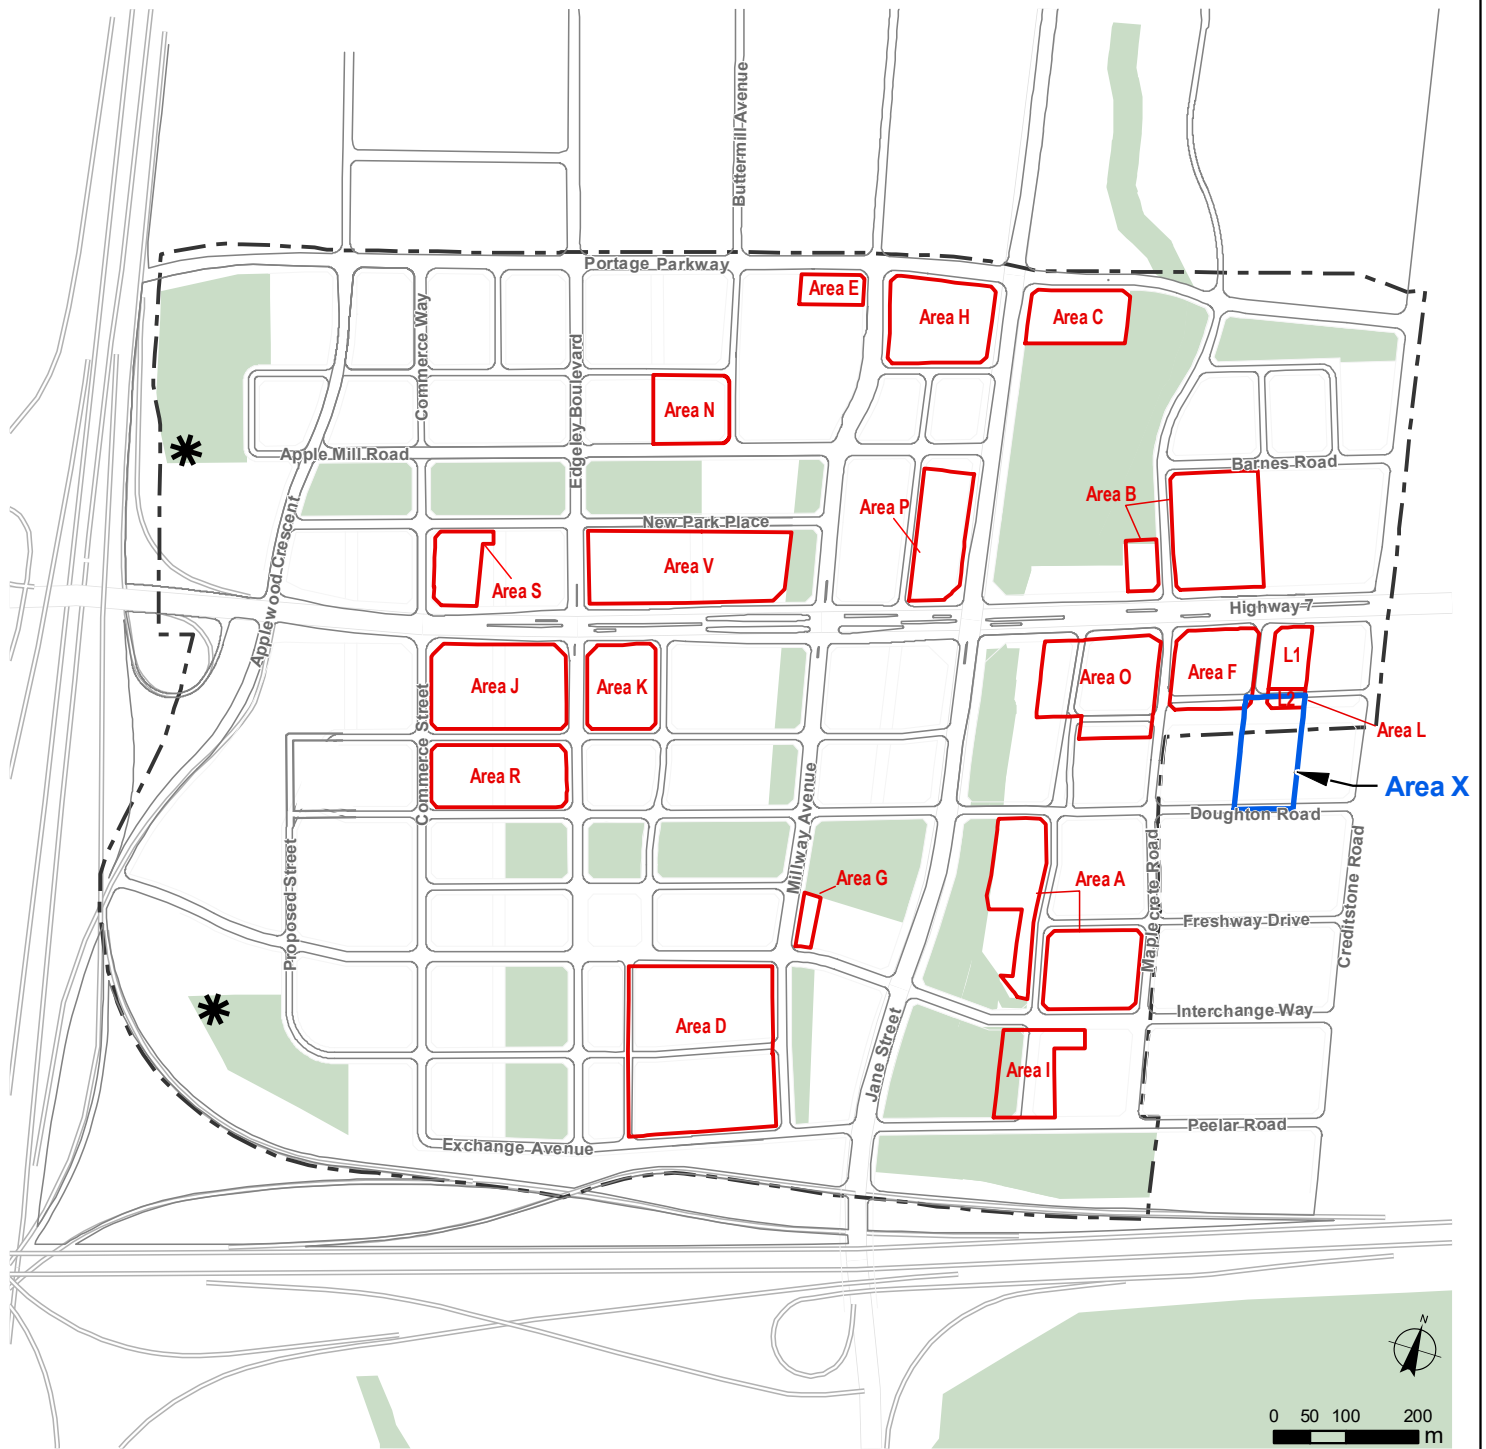 Buttermill Avenue
Portage Parkway
Area E
Area H
Area C
Commerce Way
Edgeley Boulevard
Area N
Apple Mill Road
Barnes Road
Area B
Area P
New Park Place
Area V
Area S
Applewood Crescent
Highway 7
Area J
Area K
Area O
Area F
L1
L2
Area L
Area X
Commerce Street
Area R
Millway Avenue
Doughton Road
Maplecrete Road
Creditstone Road
Proposed Street
Area G
Area A
Freshway Drive
Area D
Interchange Way
Jane Street
Area I
Peelar Road
Exchange Avenue
N
0 50 100 200
m